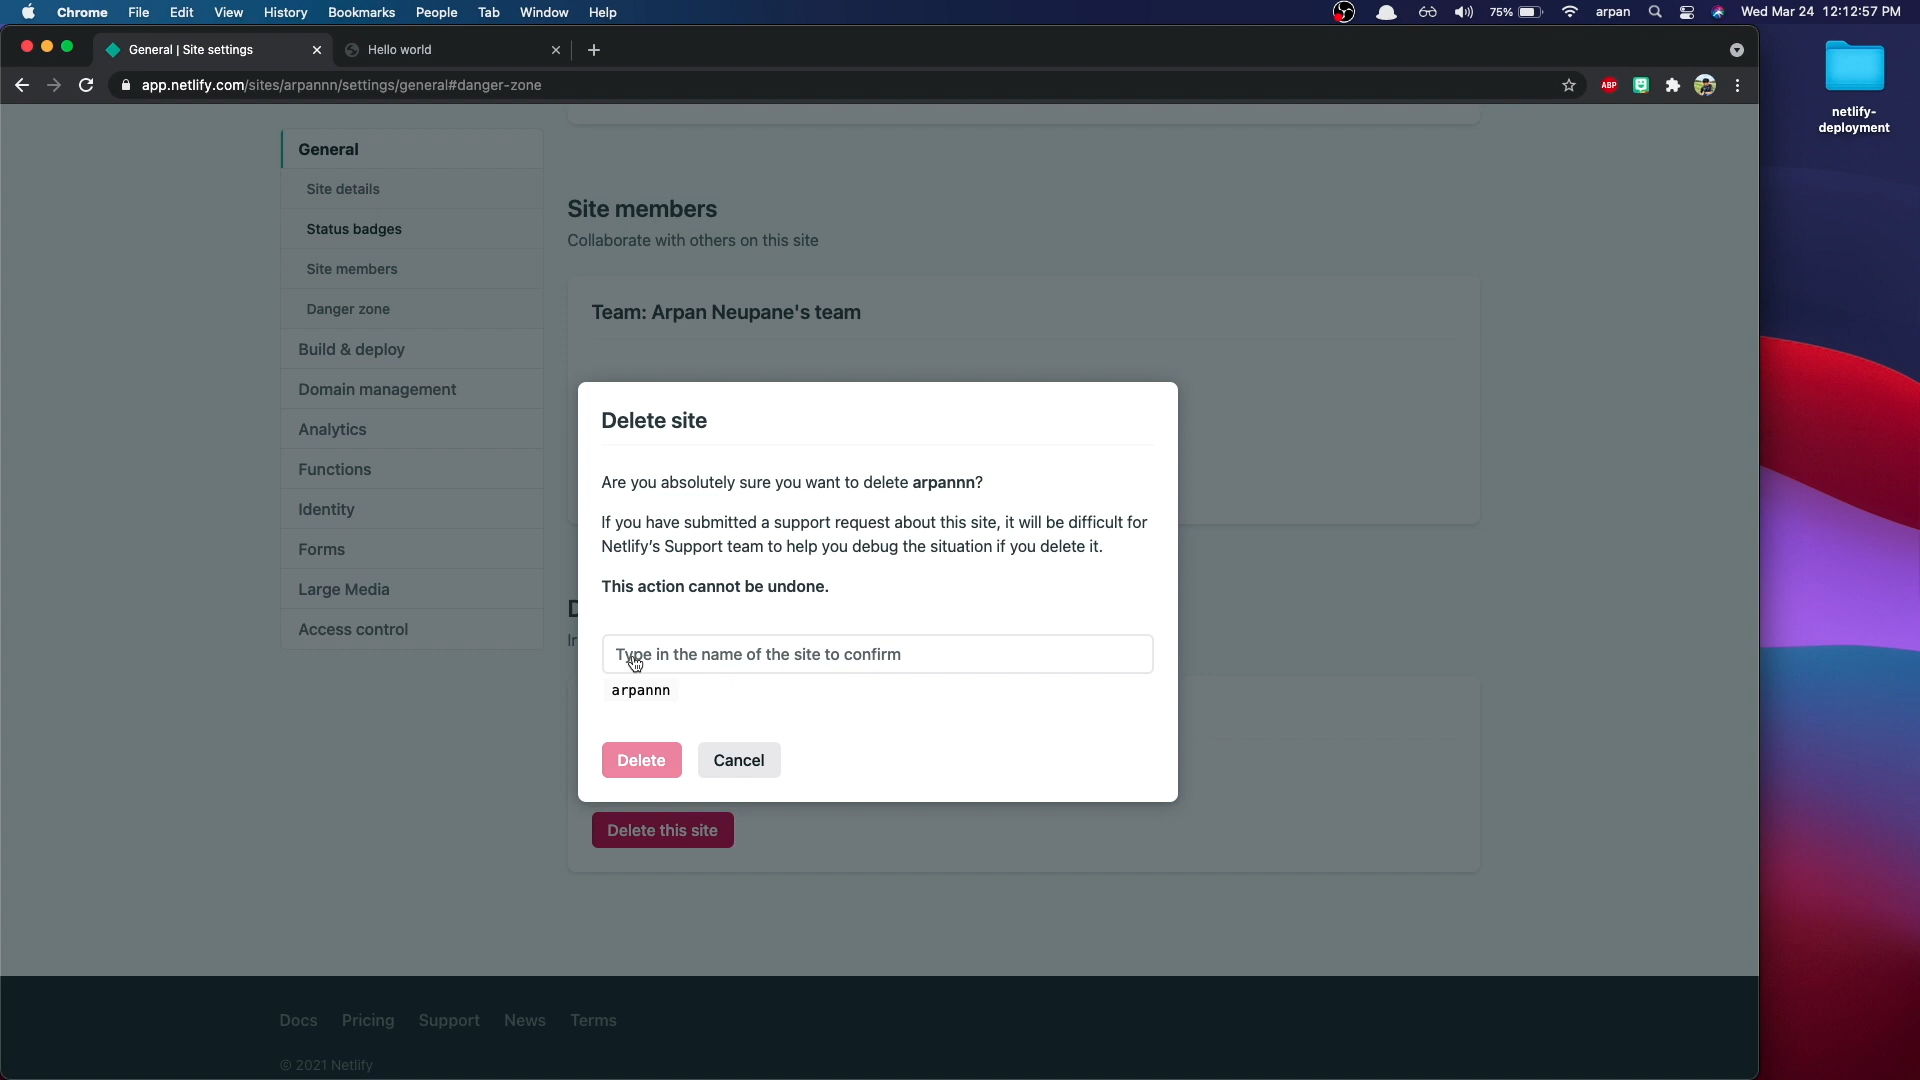 Chrome File Edit View History Bookmarks People Tab Window Help 75% arpan Wed Mar 24 12:12:57 PM
General | Site settings Hello world
app.netlify.com/sites/arpannn/settings/general#danger-zone ABP
netlify-
deployment
General
Site details
Status badges
Site members
Danger zone
Build & deploy
Domain management
Analytics
Functions
Identity
Forms
Large Media
Access control
Site members
Collaborate with others on this site
Team: Arpan Neupane's team
Delete site
Are you absolutely sure you want to delete arpannn?
If you have submitted a support request about this site, it will be difficult for
Netlify's Support team to help you debug the situation if you delete it.
This action cannot be undone.
Type in the name of the site to confirm
arpannn
Delete Cancel
Delete this site
Docs Pricing Support News Terms
© 2021 Netlify